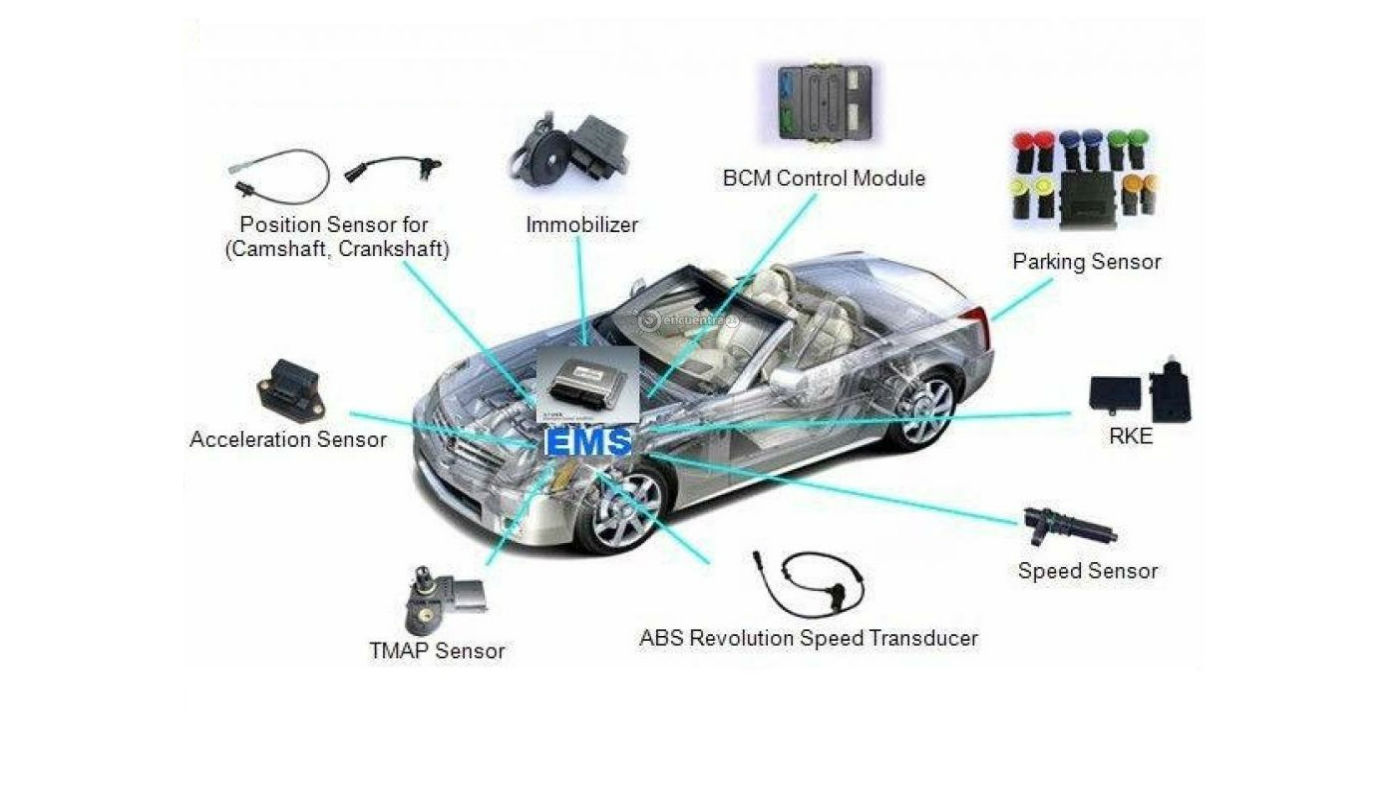 BCM Control Module
Position Sensor for
(Camshaft, Crankshaft)
Immobilizer
Parking Sensor
encuentra
Acceleration Sensor
EMS
RKE
Speed Sensor
ABS Revolution Speed Transducer
TMAP Sensor